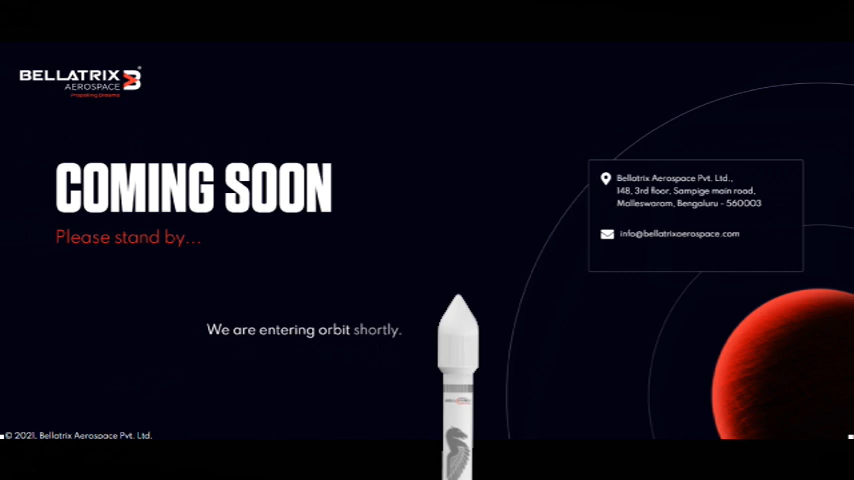 BELLATRIX
AEROSPACE
COMING SOON
Please stand by...
Bellatrix Aerospace Pvt. Ltd.,
148, 3rd floor, Sampige main road,
Malleswaram, Bengaluru - 560003
info@bellatrixaerospace.com
We are entering orbit shortly.
© 2021, Bellatrix Aerospace Pvt. Ltd.